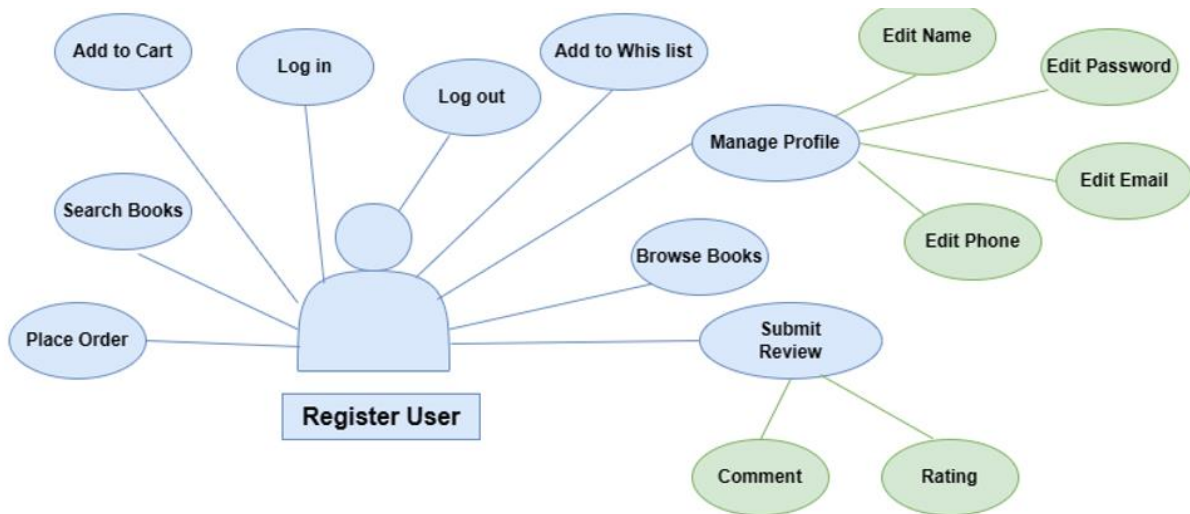 Add to Cart
Log in
Log out
Add to Whis list
Edit Name
Edit Password
Manage Profile
Edit Email
Edit Phone
Search Books
Browse Books
Place Order
Submit
Review
Register User
Comment
Rating